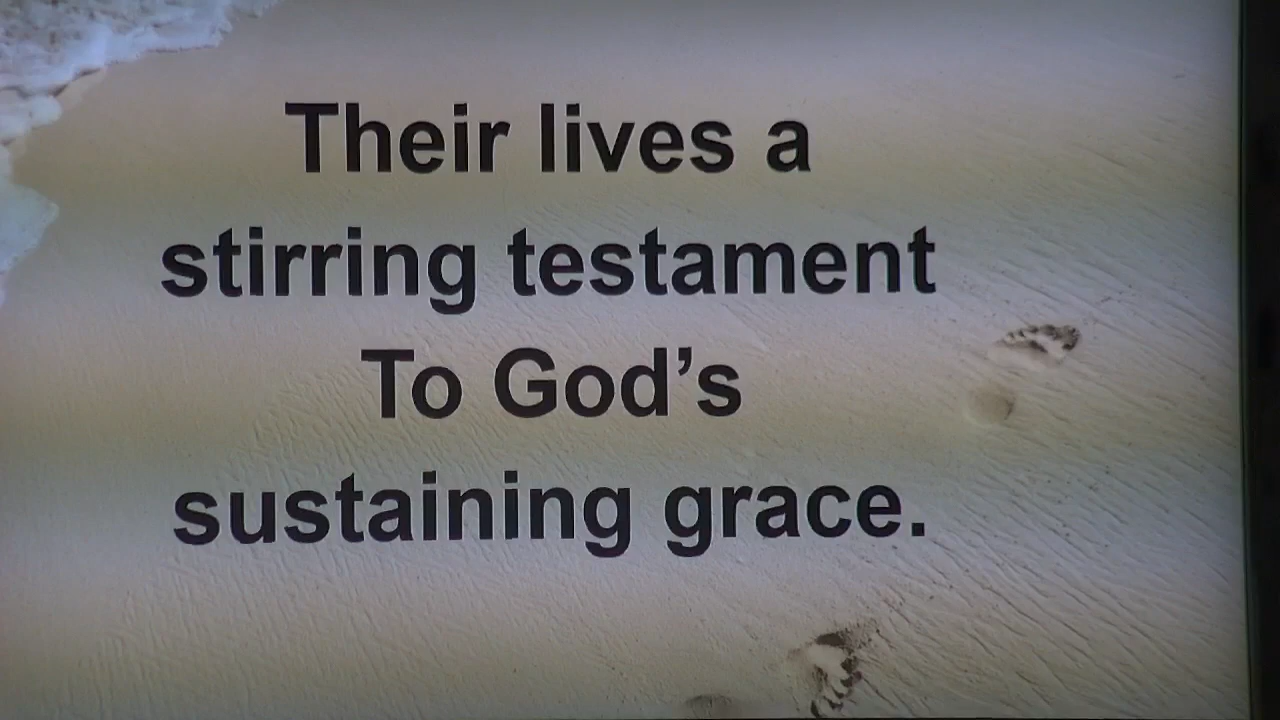 Their lives a
stirring testament
To God’s
sustaining grace.